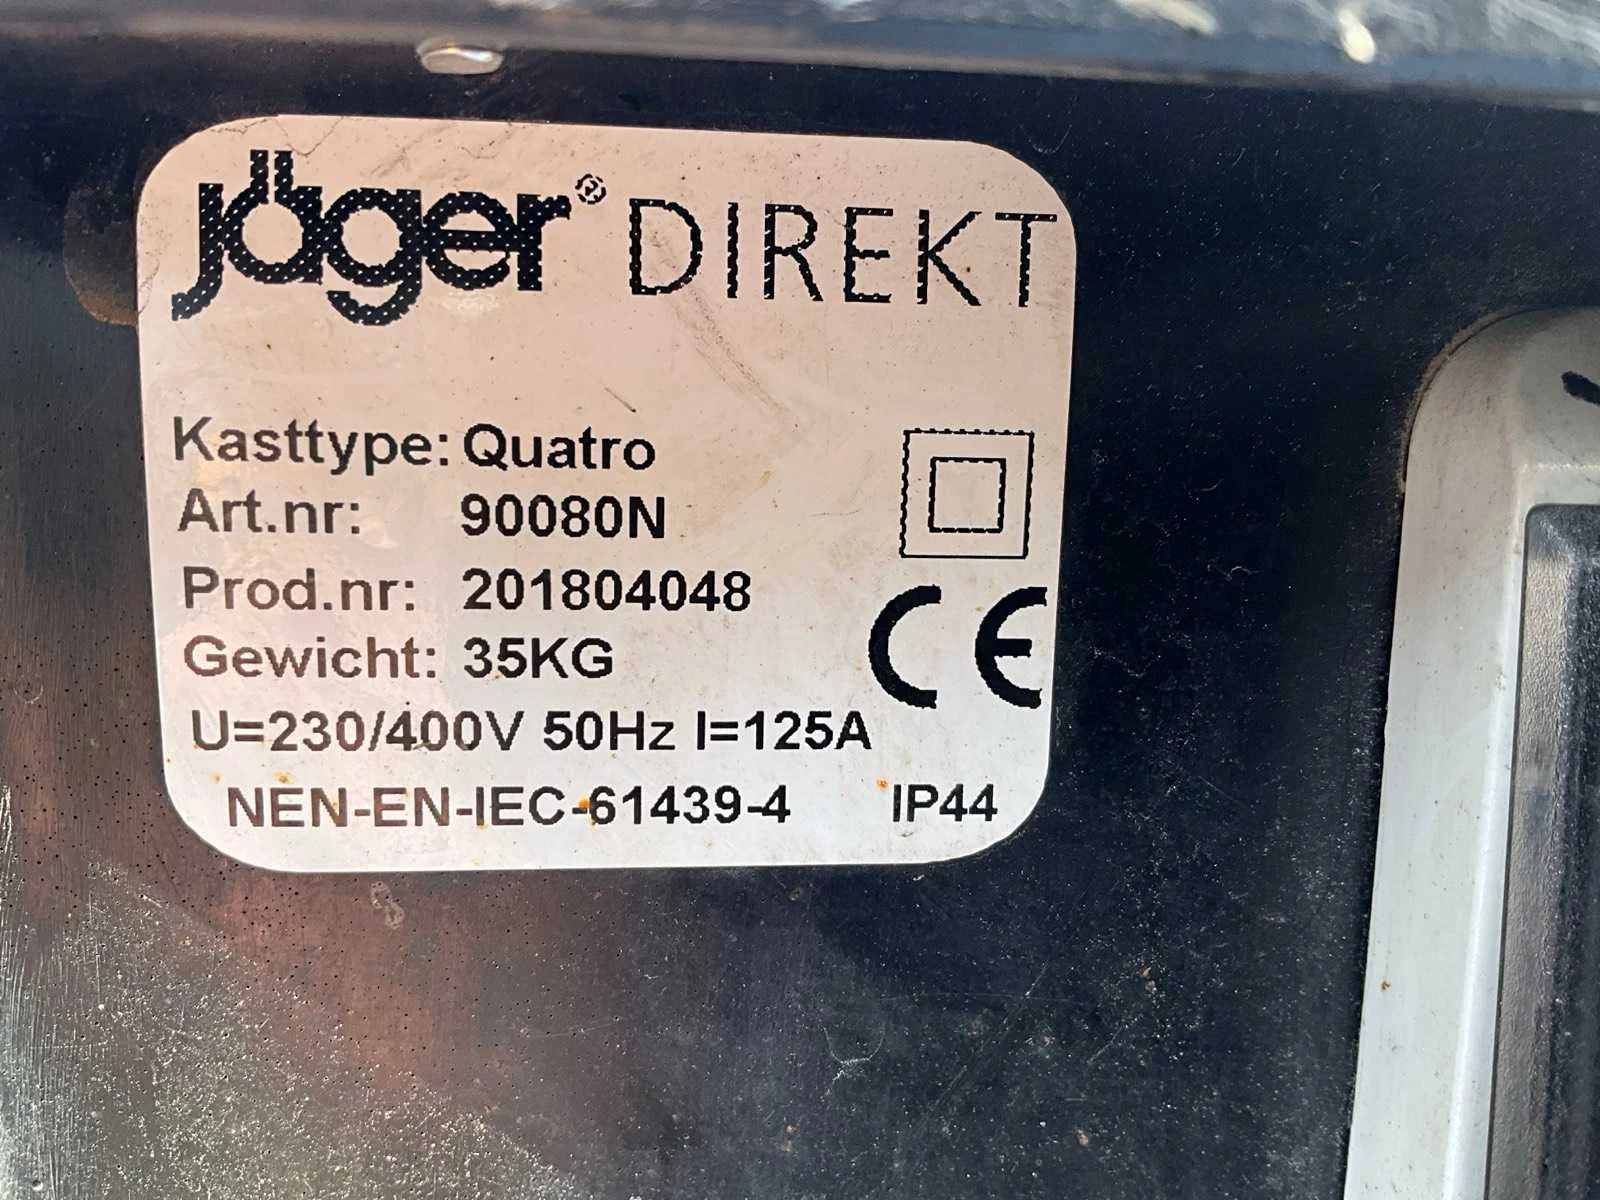 jäger® DIREKT
Kasttype: Quatro
Art.nr: 90080N
Prod.nr: 201804048
Gewicht: 35KG
CE
U=230/400V 50Hz I=125A
NEN-EN-IEC-61439-4 IP44